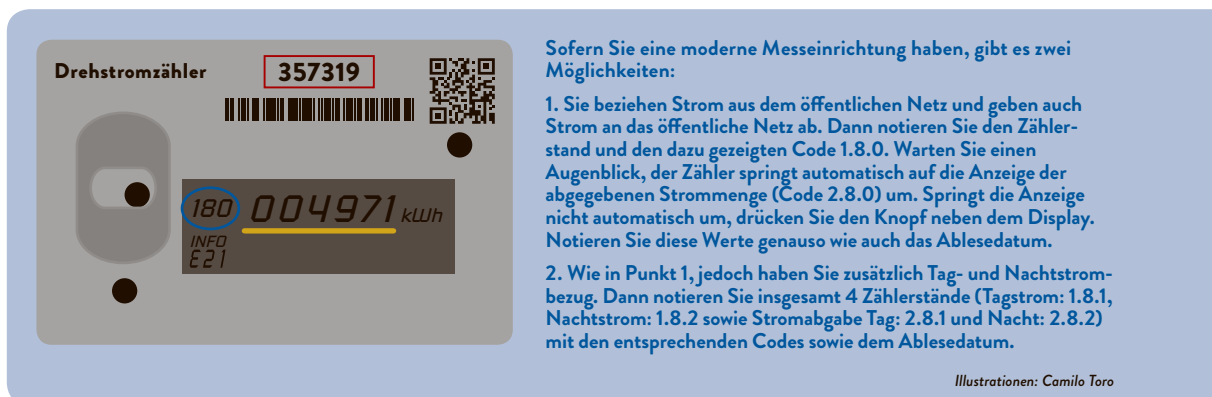 Drehstromzähler
357319
180 004971 kWh
INFO
E21
Sofern Sie eine moderne Messeinrichtung haben, gibt es zwei
Möglichkeiten:
1. Sie beziehen Strom aus dem öffentlichen Netz und geben auch
Strom an das öffentliche Netz ab. Dann notieren Sie den Zähler-
stand und den dazu gezeigten Code 1.8.0. Warten Sie einen
Augenblick, der Zähler springt automatisch auf die Anzeige der
abgegebenen Strommenge (Code 2.8.0) um. Springt die Anzeige
nicht automatisch um, drücken Sie den Knopf neben dem Display.
Notieren Sie diese Werte genauso wie auch das Ablesedatum.
2. Wie in Punkt 1, jedoch haben Sie zusätzlich Tag- und Nachtstrom-
bezug. Dann notieren Sie insgesamt 4 Zählerstände (Tagstrom: 1.8.1,
Nachtstrom: 1.8.2 sowie Stromabgabe Tag: 2.8.1 und Nacht: 2.8.2)
mit den entsprechenden Codes sowie dem Ablesedatum.
Illustrationen: Camilo Toro